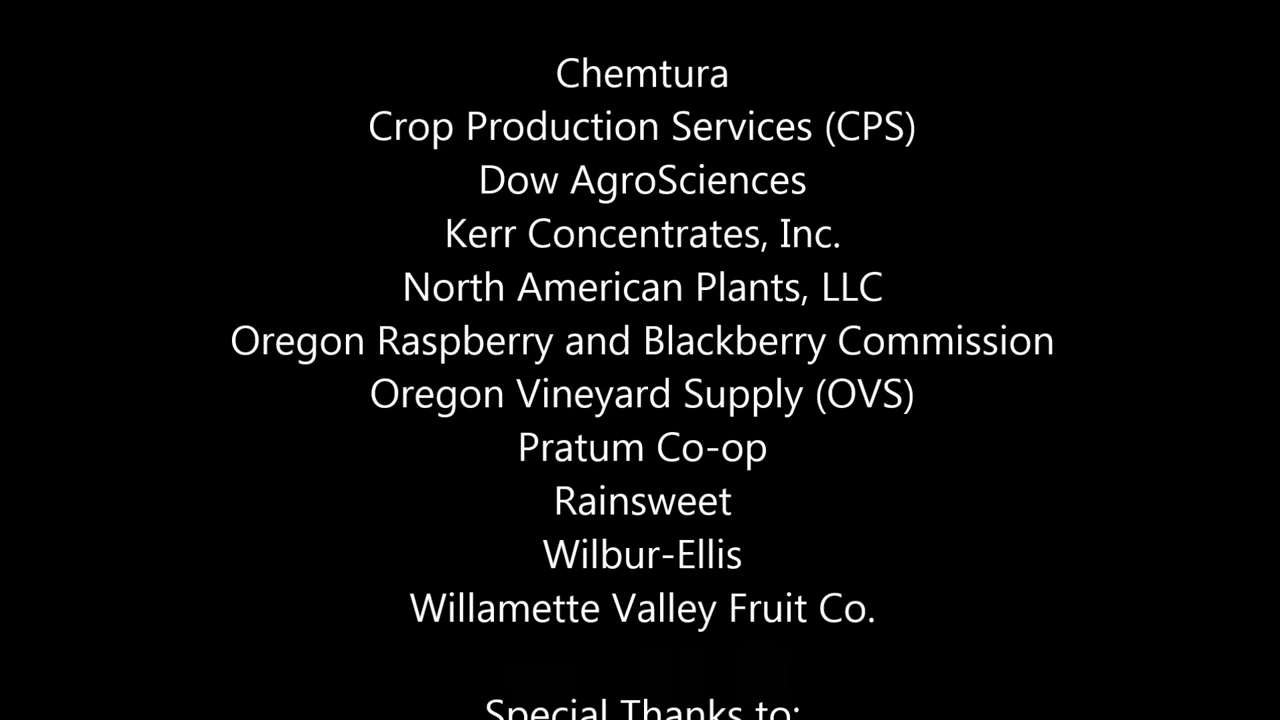 Chemtura
Crop Production Services (CPS)
Dow AgroSciences
Kerr Concentrates, Inc.
North American Plants, LLC
Oregon Raspberry and Blackberry Commission
Oregon Vineyard Supply (OVS)
Pratum Co-op
Rainsweet
Wilbur-Ellis
Willamette Valley Fruit Co.
Special Thanks to: